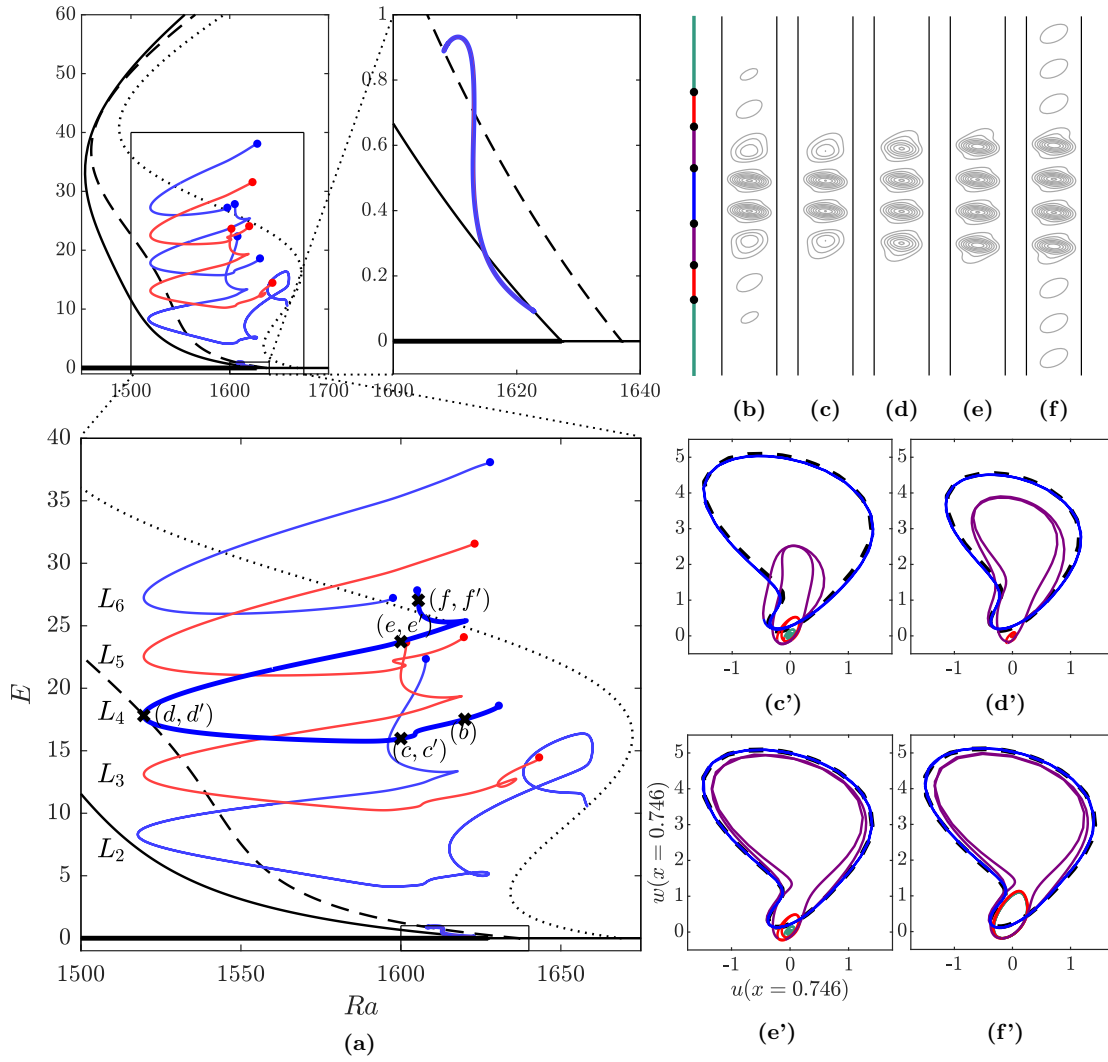 60
50
40
30
20
10
0
1500
1600
1700
1
0.8
0.6
0.4
0.2
0
1600
1620
1640
(b)
(c)
(d)
(e)
(f)
40
35
30
25
20
15
10
5
0
E
L₆
L₅
L₄
L₃
L₂
(f, f′)
(e, e′)
(d, d′)
(c, c′)
(b)
1500
1550
1600
1650
Ra
(a)
5
4
3
2
1
0
-1
0
1
(c')
5
4
3
2
1
0
-1
0
1
(d')
w(x = 0.746)
5
4
3
2
1
0
-1
0
1
u(x = 0.746)
(e')
5
4
3
2
1
0
-1
0
1
(f')